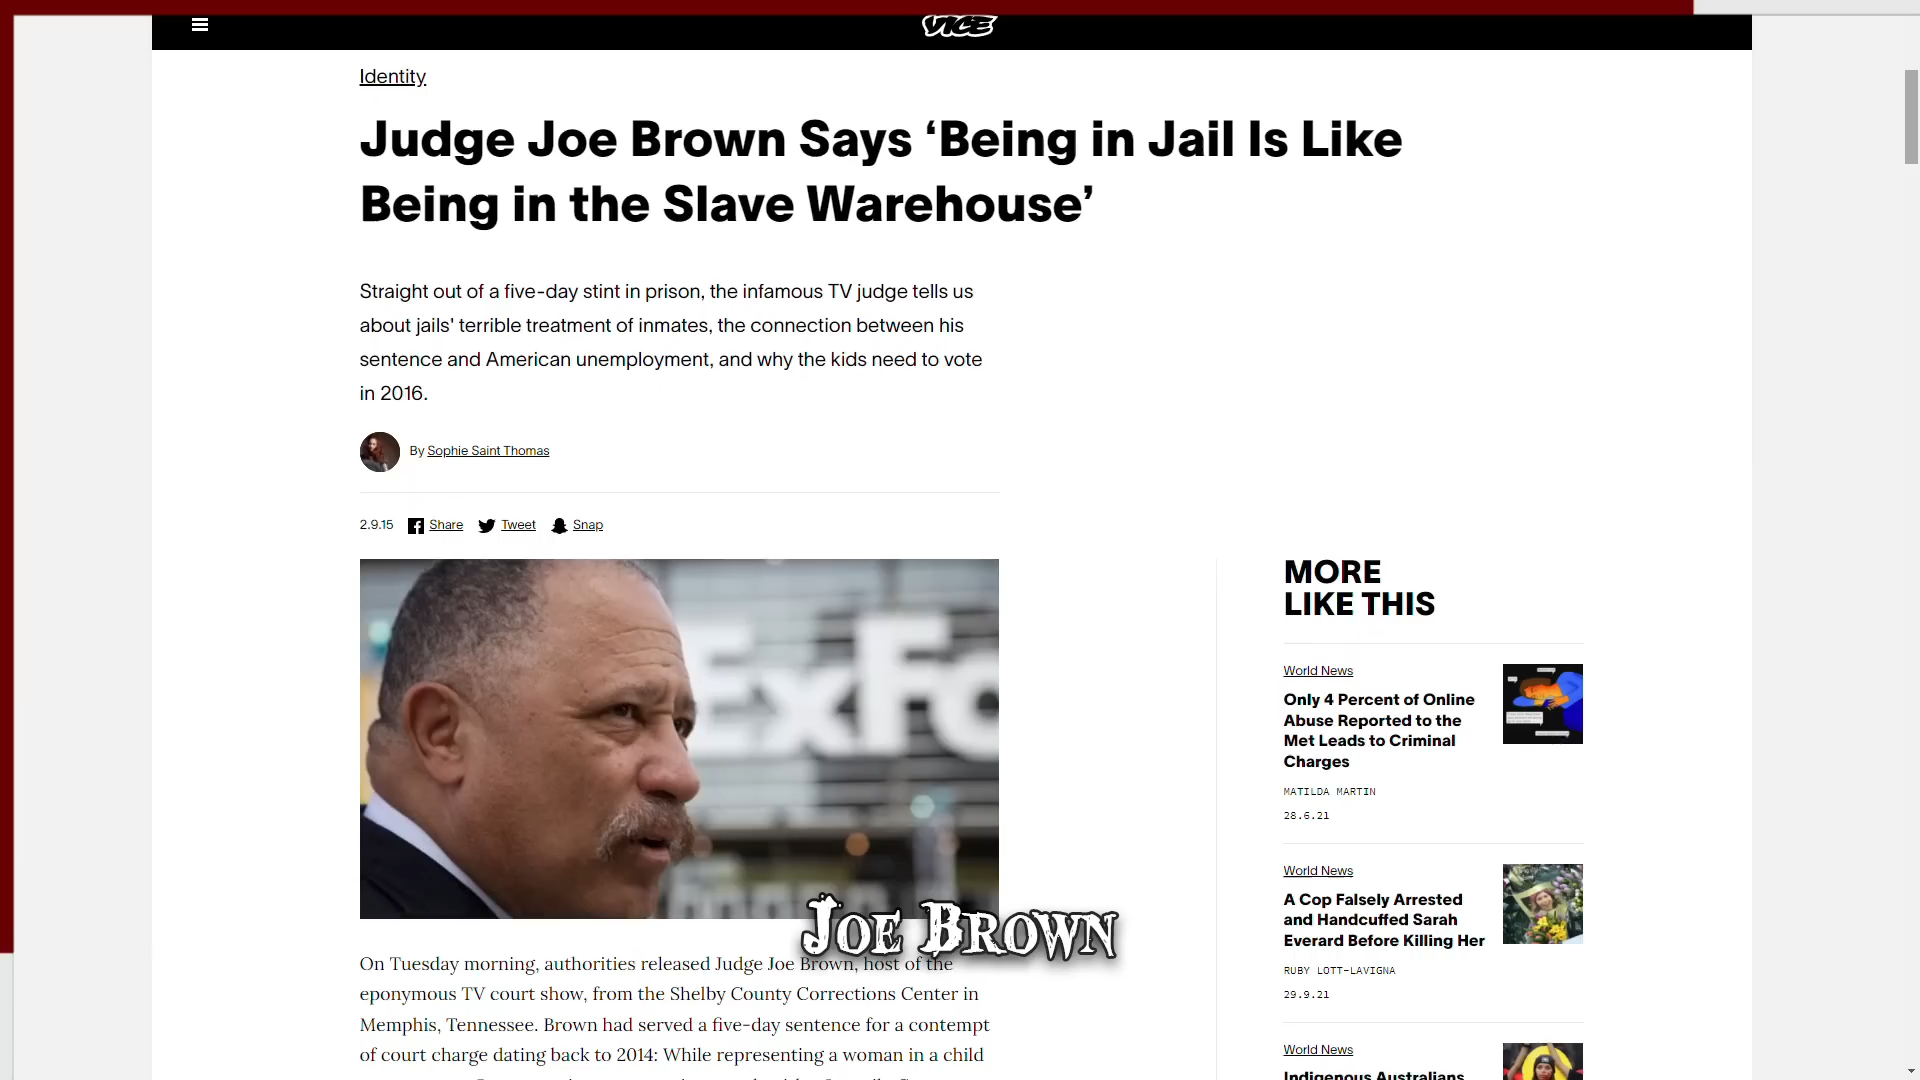 VICE
Identity
Judge Joe Brown Says ‘Being in Jail Is Like
Being in the Slave Warehouse’
Straight out of a five-day stint in prison, the infamous TV judge tells us
about jails' terrible treatment of inmates, the connection between his
sentence and American unemployment, and why the kids need to vote
in 2016.
By Sophie Saint Thomas
2.9.15 Share Tweet Snap
ExFo
JOE BROWN
On Tuesday morning, authorities released Judge Joe Brown, host of the
eponymous TV court show, from the Shelby County Corrections Center in
Memphis, Tennessee. Brown had served a five-day sentence for a contempt
of court charge dating back to 2014: While representing a woman in a child
MORE
LIKE THIS
World News
Only 4 Percent of Online
Abuse Reported to the
Met Leads to Criminal
Charges
MATILDA MARTIN
28.6.21
World News
A Cop Falsely Arrested
and Handcuffed Sarah
Everard Before Killing Her
RUBY LOTT-LAVIGNA
29.9.21
World News
Indigenous Australians